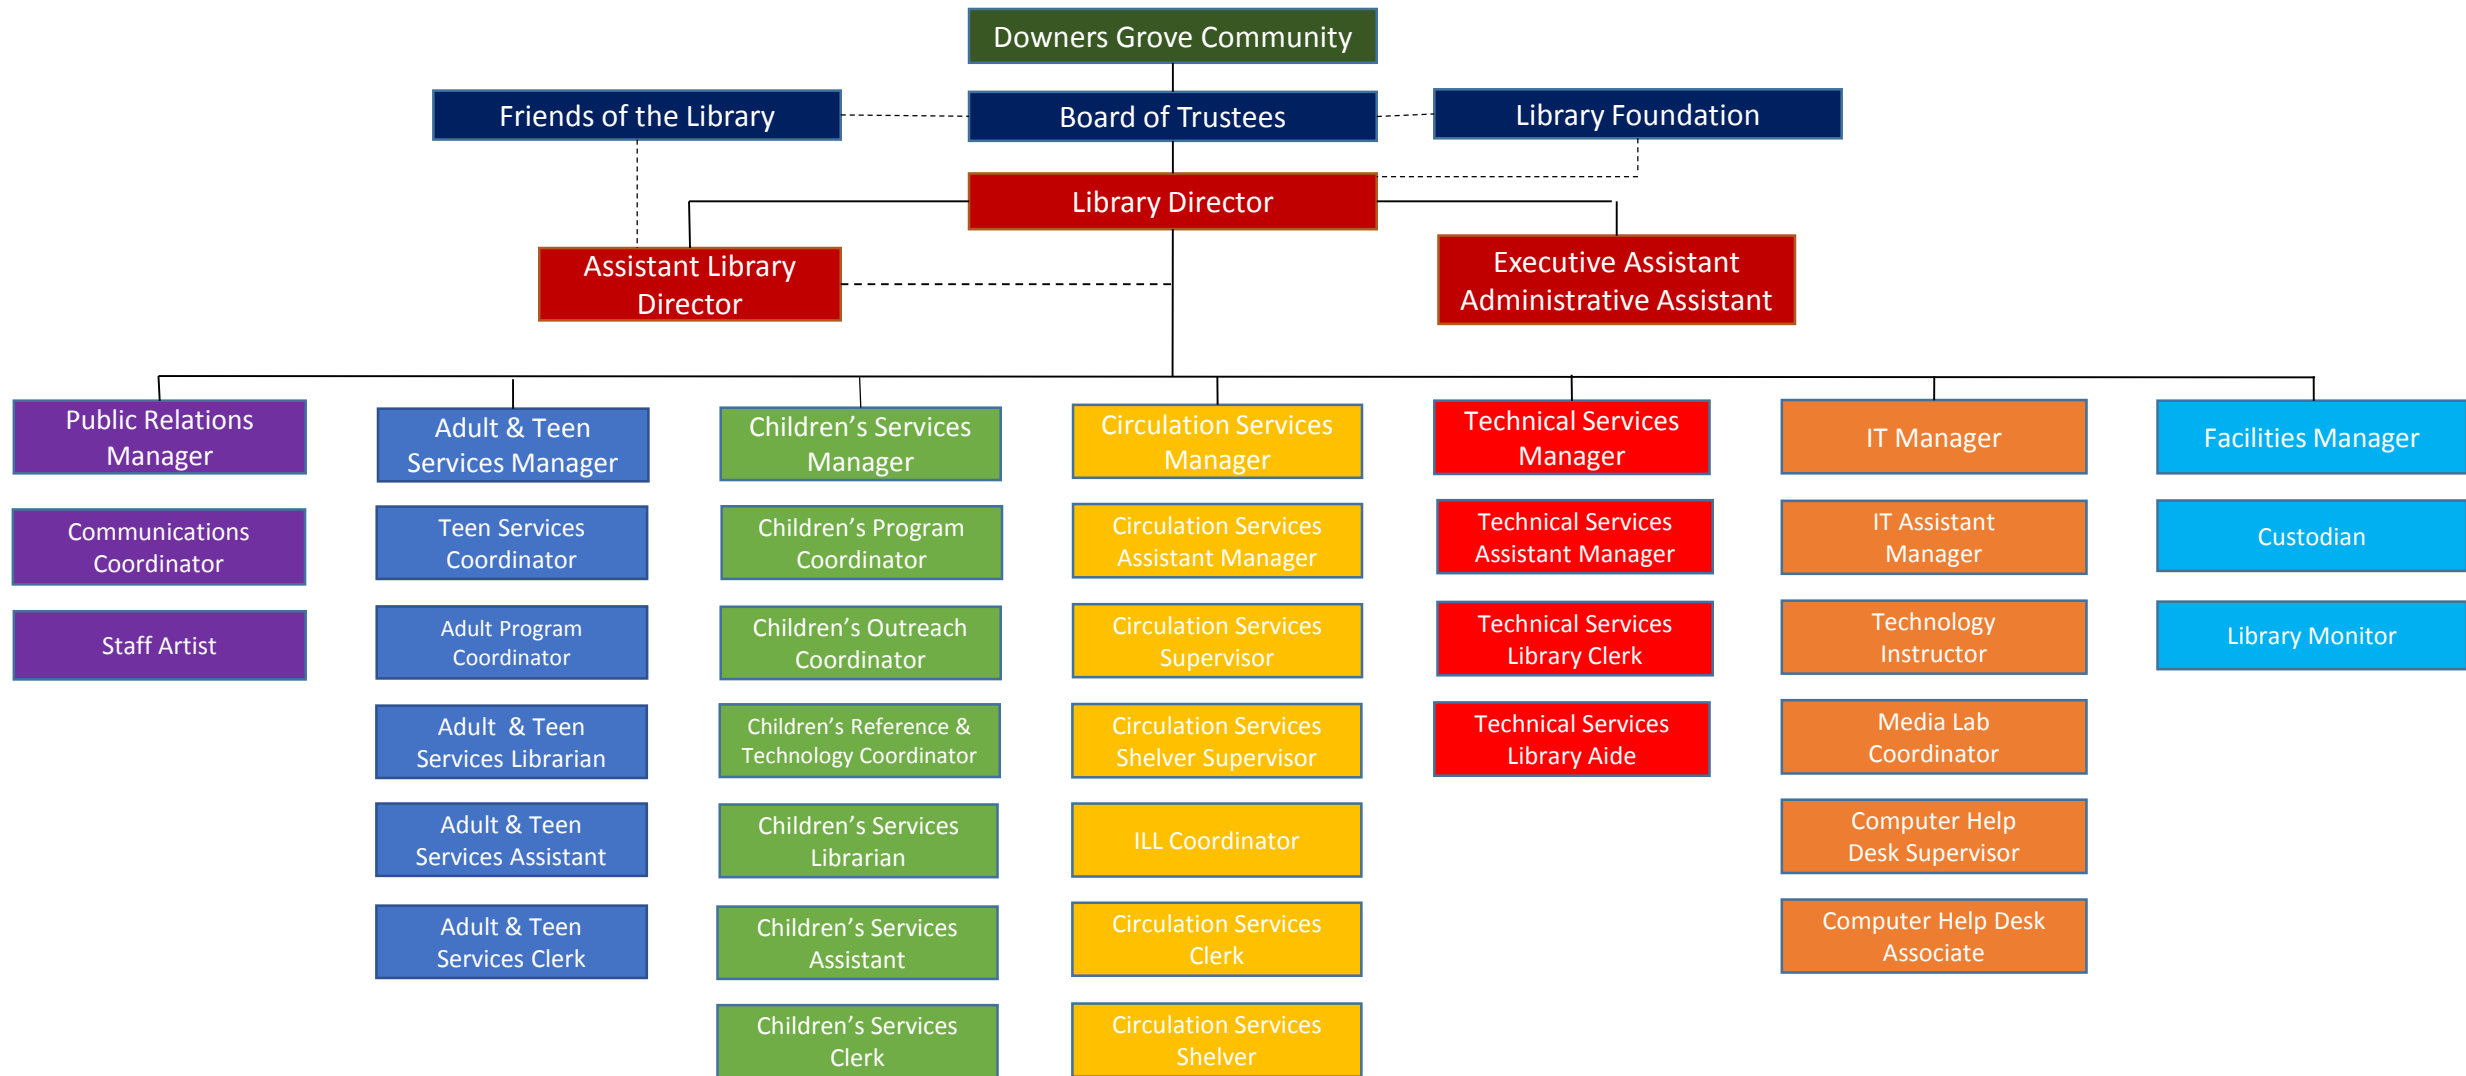 Downers Grove Community
Friends of the Library
Board of Trustees
Library Foundation
Library Director
Assistant Library
Director
Executive Assistant
Administrative Assistant
Public Relations
Manager
Adult & Teen
Services Manager
Children’s Services
Manager
Circulation Services
Manager
Technical Services
Manager
IT Manager
Facilities Manager
Communications
Coordinator
Teen Services
Coordinator
Children’s Program
Coordinator
Circulation Services
Assistant Manager
Technical Services
Assistant Manager
IT Assistant
Manager
Custodian
Staff Artist
Adult Program
Coordinator
Children’s Outreach
Coordinator
Circulation Services
Supervisor
Technical Services
Library Clerk
Technology
Instructor
Library Monitor
Adult & Teen
Services Librarian
Children’s Reference &
Technology Coordinator
Circulation Services
Shelver Supervisor
Technical Services
Library Aide
Media Lab
Coordinator
Adult & Teen
Services Assistant
Children’s Services
Librarian
ILL Coordinator
Computer Help
Desk Supervisor
Adult & Teen
Services Clerk
Children’s Services
Assistant
Circulation Services
Clerk
Computer Help Desk
Associate
Children’s Services
Clerk
Circulation Services
Shelver